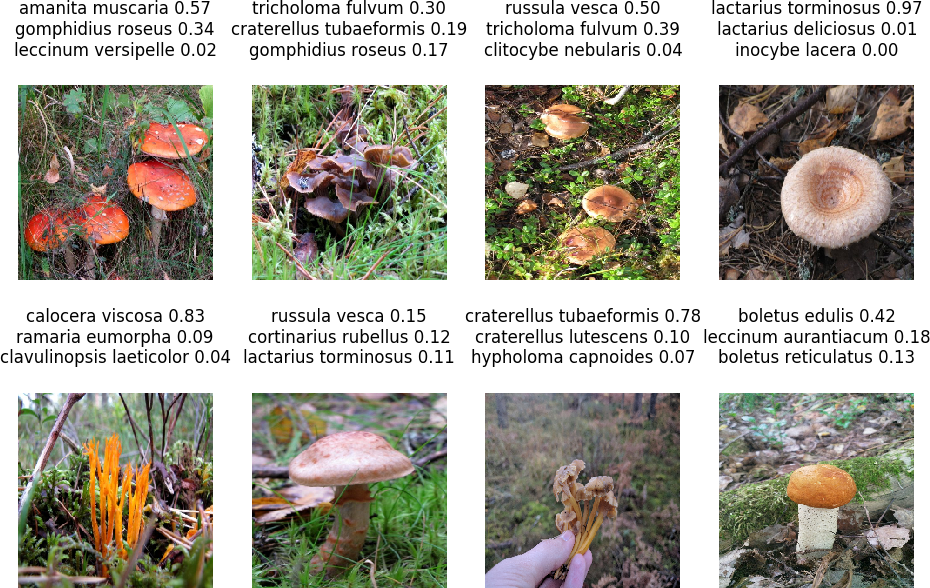 amanita muscaria 0.57
gomphidius roseus 0.34
leccinum versipelle 0.02
tricholoma fulvum 0.30
craterellus tubaeformis 0.19
gomphidius roseus 0.17
russula vesca 0.50
tricholoma fulvum 0.39
clitocybe nebularis 0.04
lactarius torminosus 0.97
lactarius deliciosus 0.01
inocybe lacera 0.00
calocera viscosa 0.83
ramaria eumorpha 0.09
clavulinopsis laeticolor 0.04
russula vesca 0.15
cortinarius rubellus 0.12
lactarius torminosus 0.11
craterellus tubaeformis 0.78
craterellus lutescens 0.10
hypholoma capnoides 0.07
boletus edulis 0.42
leccinum aurantiacum 0.18
boletus reticulatus 0.13